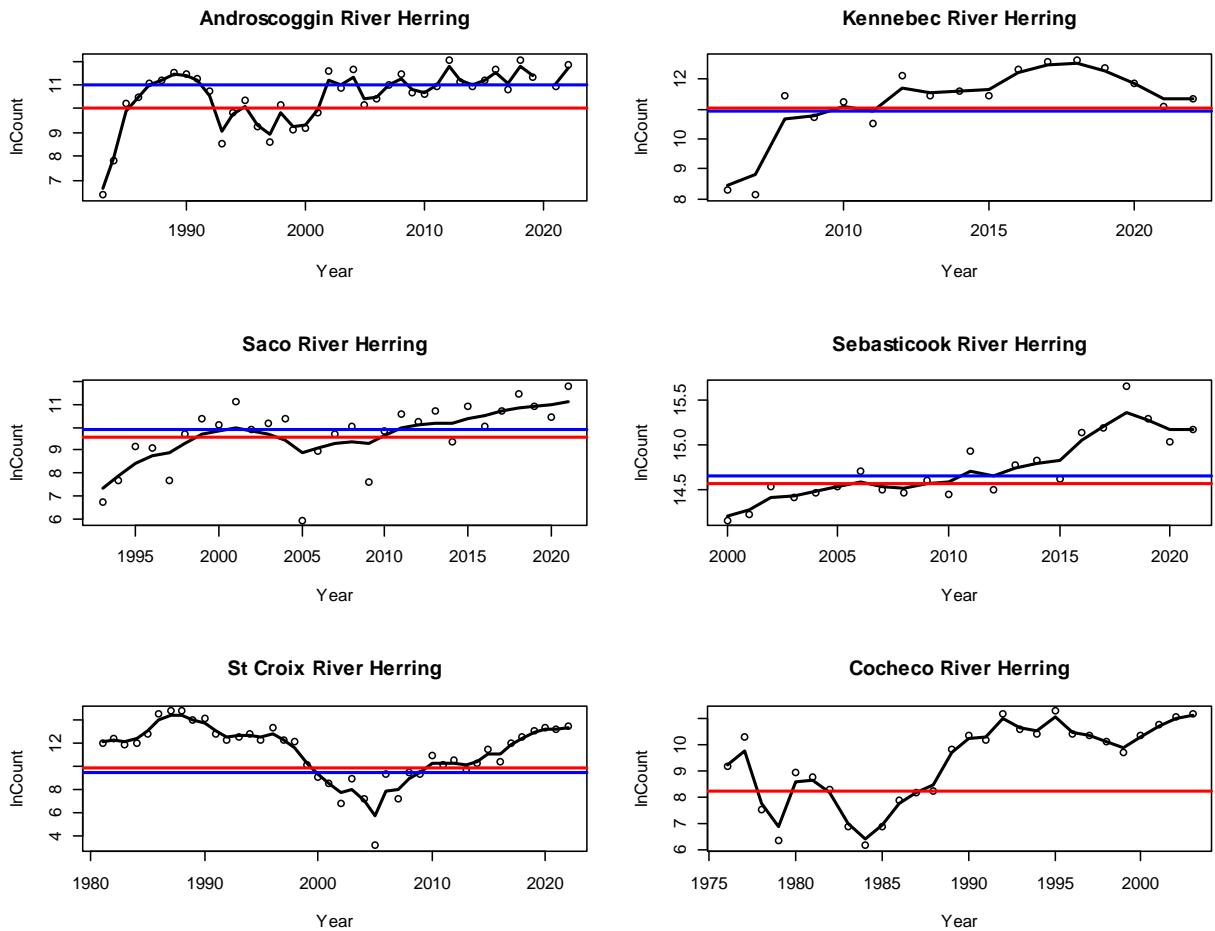 Androscoggin River Herring
lnCount
7 8 9 11
1990 2000 2010 2020
Year
Kennebec River Herring
lnCount
8 9 11 12
2010 2015 2020
Year
Saco River Herring
lnCount
6 7 8 9 11
1995 2000 2005 2010 2015 2020
Year
Sebasticook River Herring
lnCount
14.5 15.0 15.5
2000 2005 2010 2015 2020
Year
St Croix River Herring
lnCount
4 6 8 12
1980 1990 2000 2010 2020
Year
Cocheco River Herring
lnCount
6 7 8 9 10
1975 1980 1985 1990 1995 2000
Year